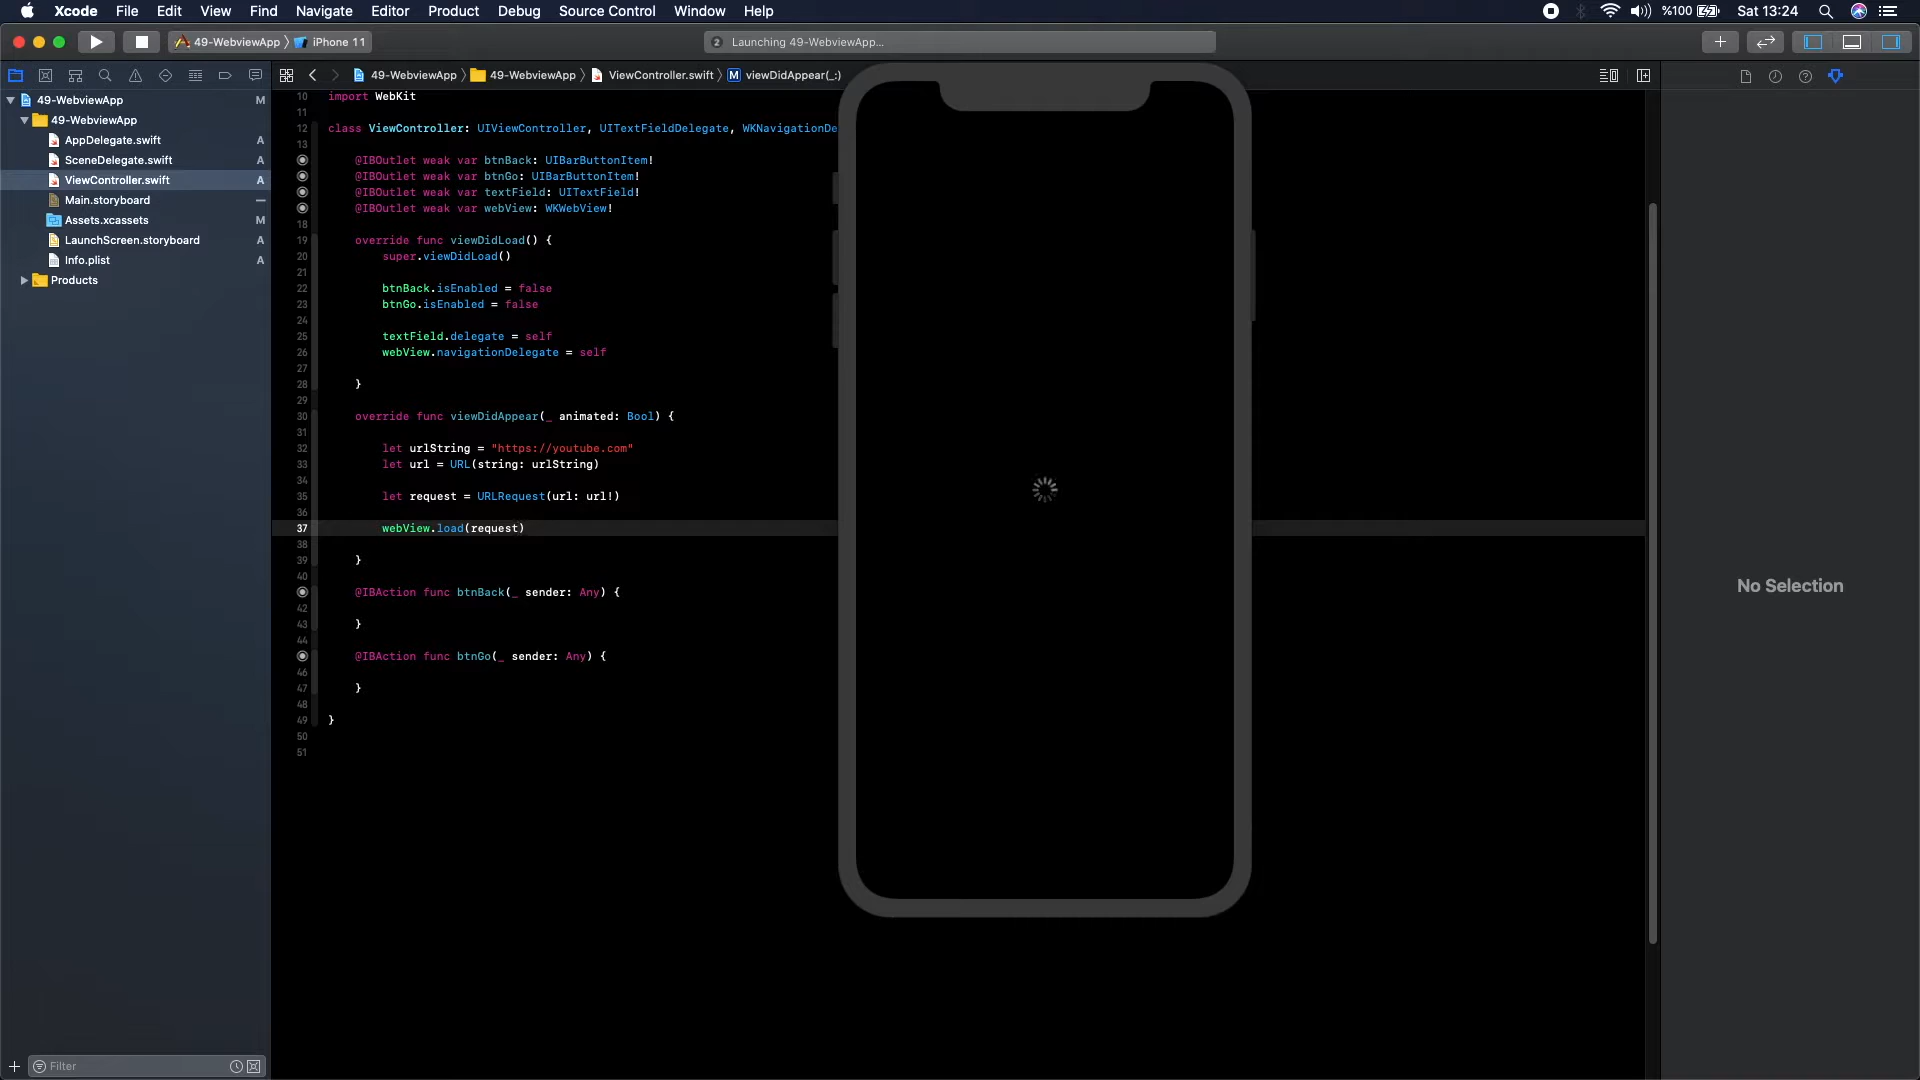 Xcode File Edit View Find Navigate Editor Product Debug Source Control Window Help
%100 Sat 13:24
49-WebviewApp iPhone 11
2 Launching 49-WebviewApp...
49-WebviewApp 49-WebviewApp ViewController.swift M viewDidAppear(_:)
49-WebviewApp M
49-WebviewApp
AppDelegate.swift A
SceneDelegate.swift A
ViewController.swift A
Main.storyboard —
Assets.xcassets M
LaunchScreen.storyboard A
Info.plist A
Products
10 import WebKit
11
12 class ViewController: UIViewController, UITextFieldDelegate, WKNavigationDe
13
@IBOutlet weak var btnBack: UIBarButtonItem!
@IBOutlet weak var btnGo: UIBarButtonItem!
@IBOutlet weak var textField: UITextField!
@IBOutlet weak var webView: WKWebView!
18
19 override func viewDidLoad() {
20 super.viewDidLoad()
21
22 btnBack.isEnabled = false
23 btnGo.isEnabled = false
24
25 textField.delegate = self
26 webView.navigationDelegate = self
27
28 }
29
30 override func viewDidAppear(_ animated: Bool) {
31
32 let urlString = "https://youtube.com"
33 let url = URL(string: urlString)
34
35 let request = URLRequest(url: url!)
36
37 webView.load(request)
38
39 }
40
@IBAction func btnBack(_ sender: Any) {
42
43 }
44
@IBAction func btnGo(_ sender: Any) {
46
47 }
48
49 }
50
51
No Selection
Filter